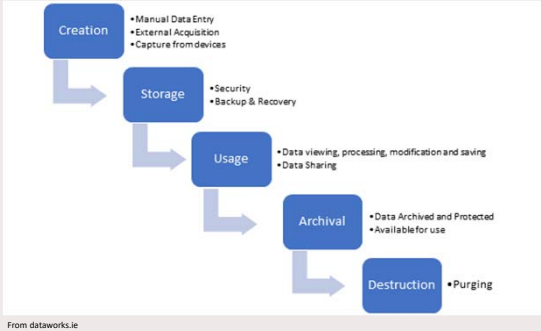 Creation
•Manual Data Entry
•External Acquisition
•Capture from devices
Storage
•Security
•Backup & Recovery
Usage
•Data viewing, processing, modification and saving
•Data Sharing
Archival
•Data Archived and Protected
•Available for use
Destruction
•Purging
From dataworks.ie